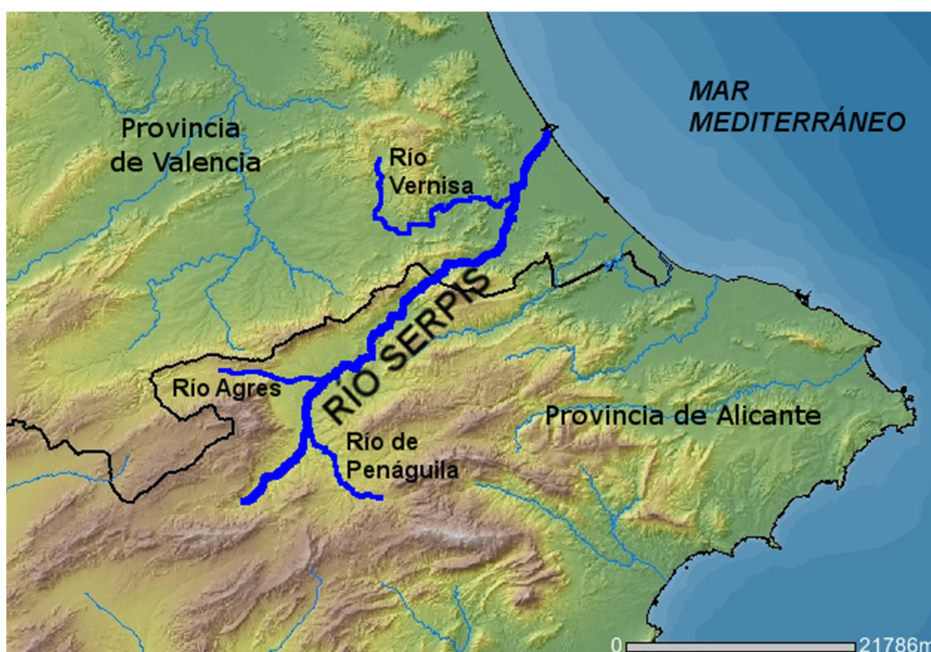 MAR
MEDITERRÁNEO
Provincia
de Valencia
Río
Vernisa
RÍO SERPIS
Río Agres
Provincia de Alicante
Río de
Penáguila
0
21786m